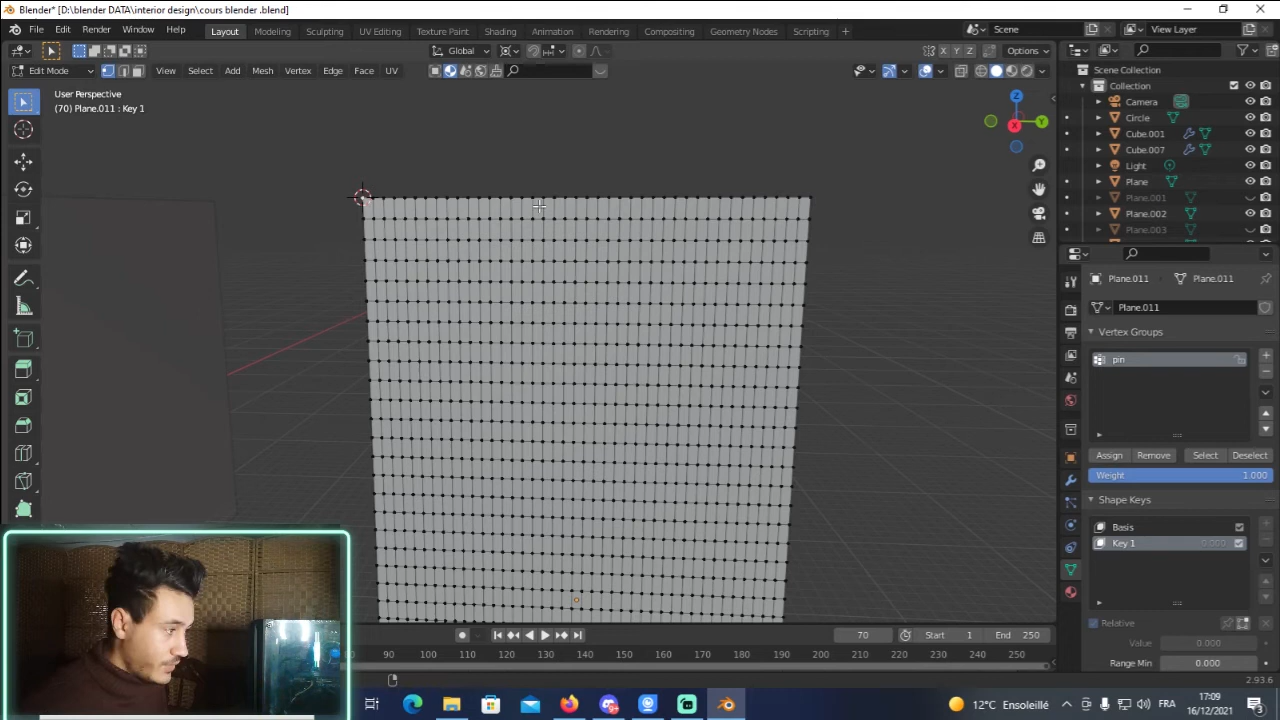 Blender* [D:\blender DATA\interior design\cours blender .blend]
File Edit Render Window Help Layout Modeling Sculpting UV Editing Texture Paint Shading Animation Rendering Compositing Geometry Nodes Scripting Scene View Layer
Global Options
Edit Mode View Select Add Mesh Vertex Edge Face UV
X Y Z
User Perspective
(70) Plane.011 : Key 1
Z
Y
X
Scene Collection
Collection
Camera
Circle
Cube.001
Cube.007
Light
Plane
Plane.001
Plane.002
Plane.003
Plane.011 Plane.011
Plane.011
Vertex Groups
pin
Assign Remove Select Deselect
Weight 1.000
Shape Keys
Basis
Key 1 0.000
Relative
Value 0.000
Range Min 0.000
70 Start 1 End 250
90 100 110 120 130 140 150 160 170 180 190 200 210 220 230 240 250
2.93.6
12°C Ensoleillé FRA 17:09
16/12/2021
3